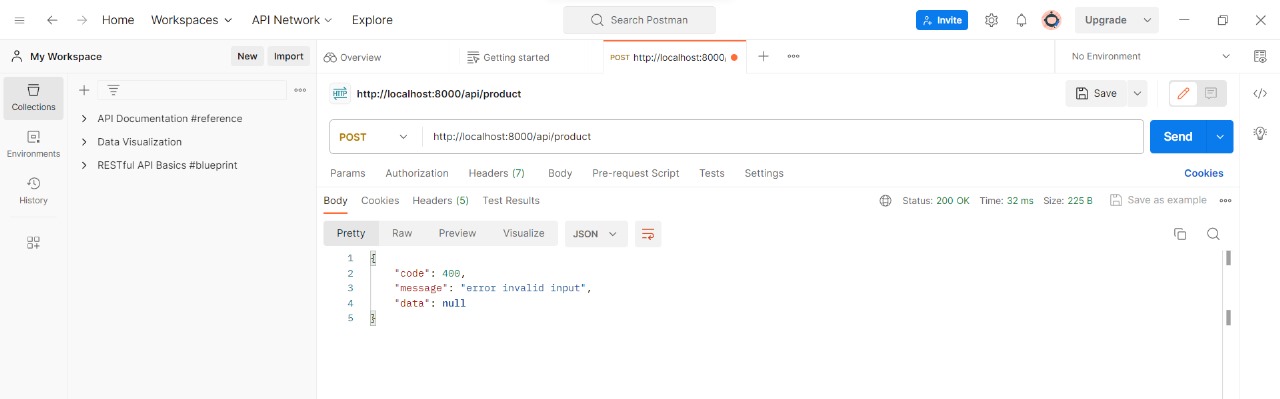 Home Workspaces API Network Explore Search Postman Invite Upgrade
My Workspace New Import Overview Getting started POST http://localhost:8000/ No Environment
Collections
Environments
History
API Documentation #reference
Data Visualization
RESTful API Basics #blueprint
HTTP http://localhost:8000/api/product Save
POST http://localhost:8000/api/product Send
Params Authorization Headers (7) Body Pre-request Script Tests Settings Cookies
Body Cookies Headers (5) Test Results Status: 200 OK Time: 32 ms Size: 225 B Save as example
Pretty Raw Preview Visualize JSON
1 {
2 "code": 400,
3 "message": "error invalid input",
4 "data": null
5 }